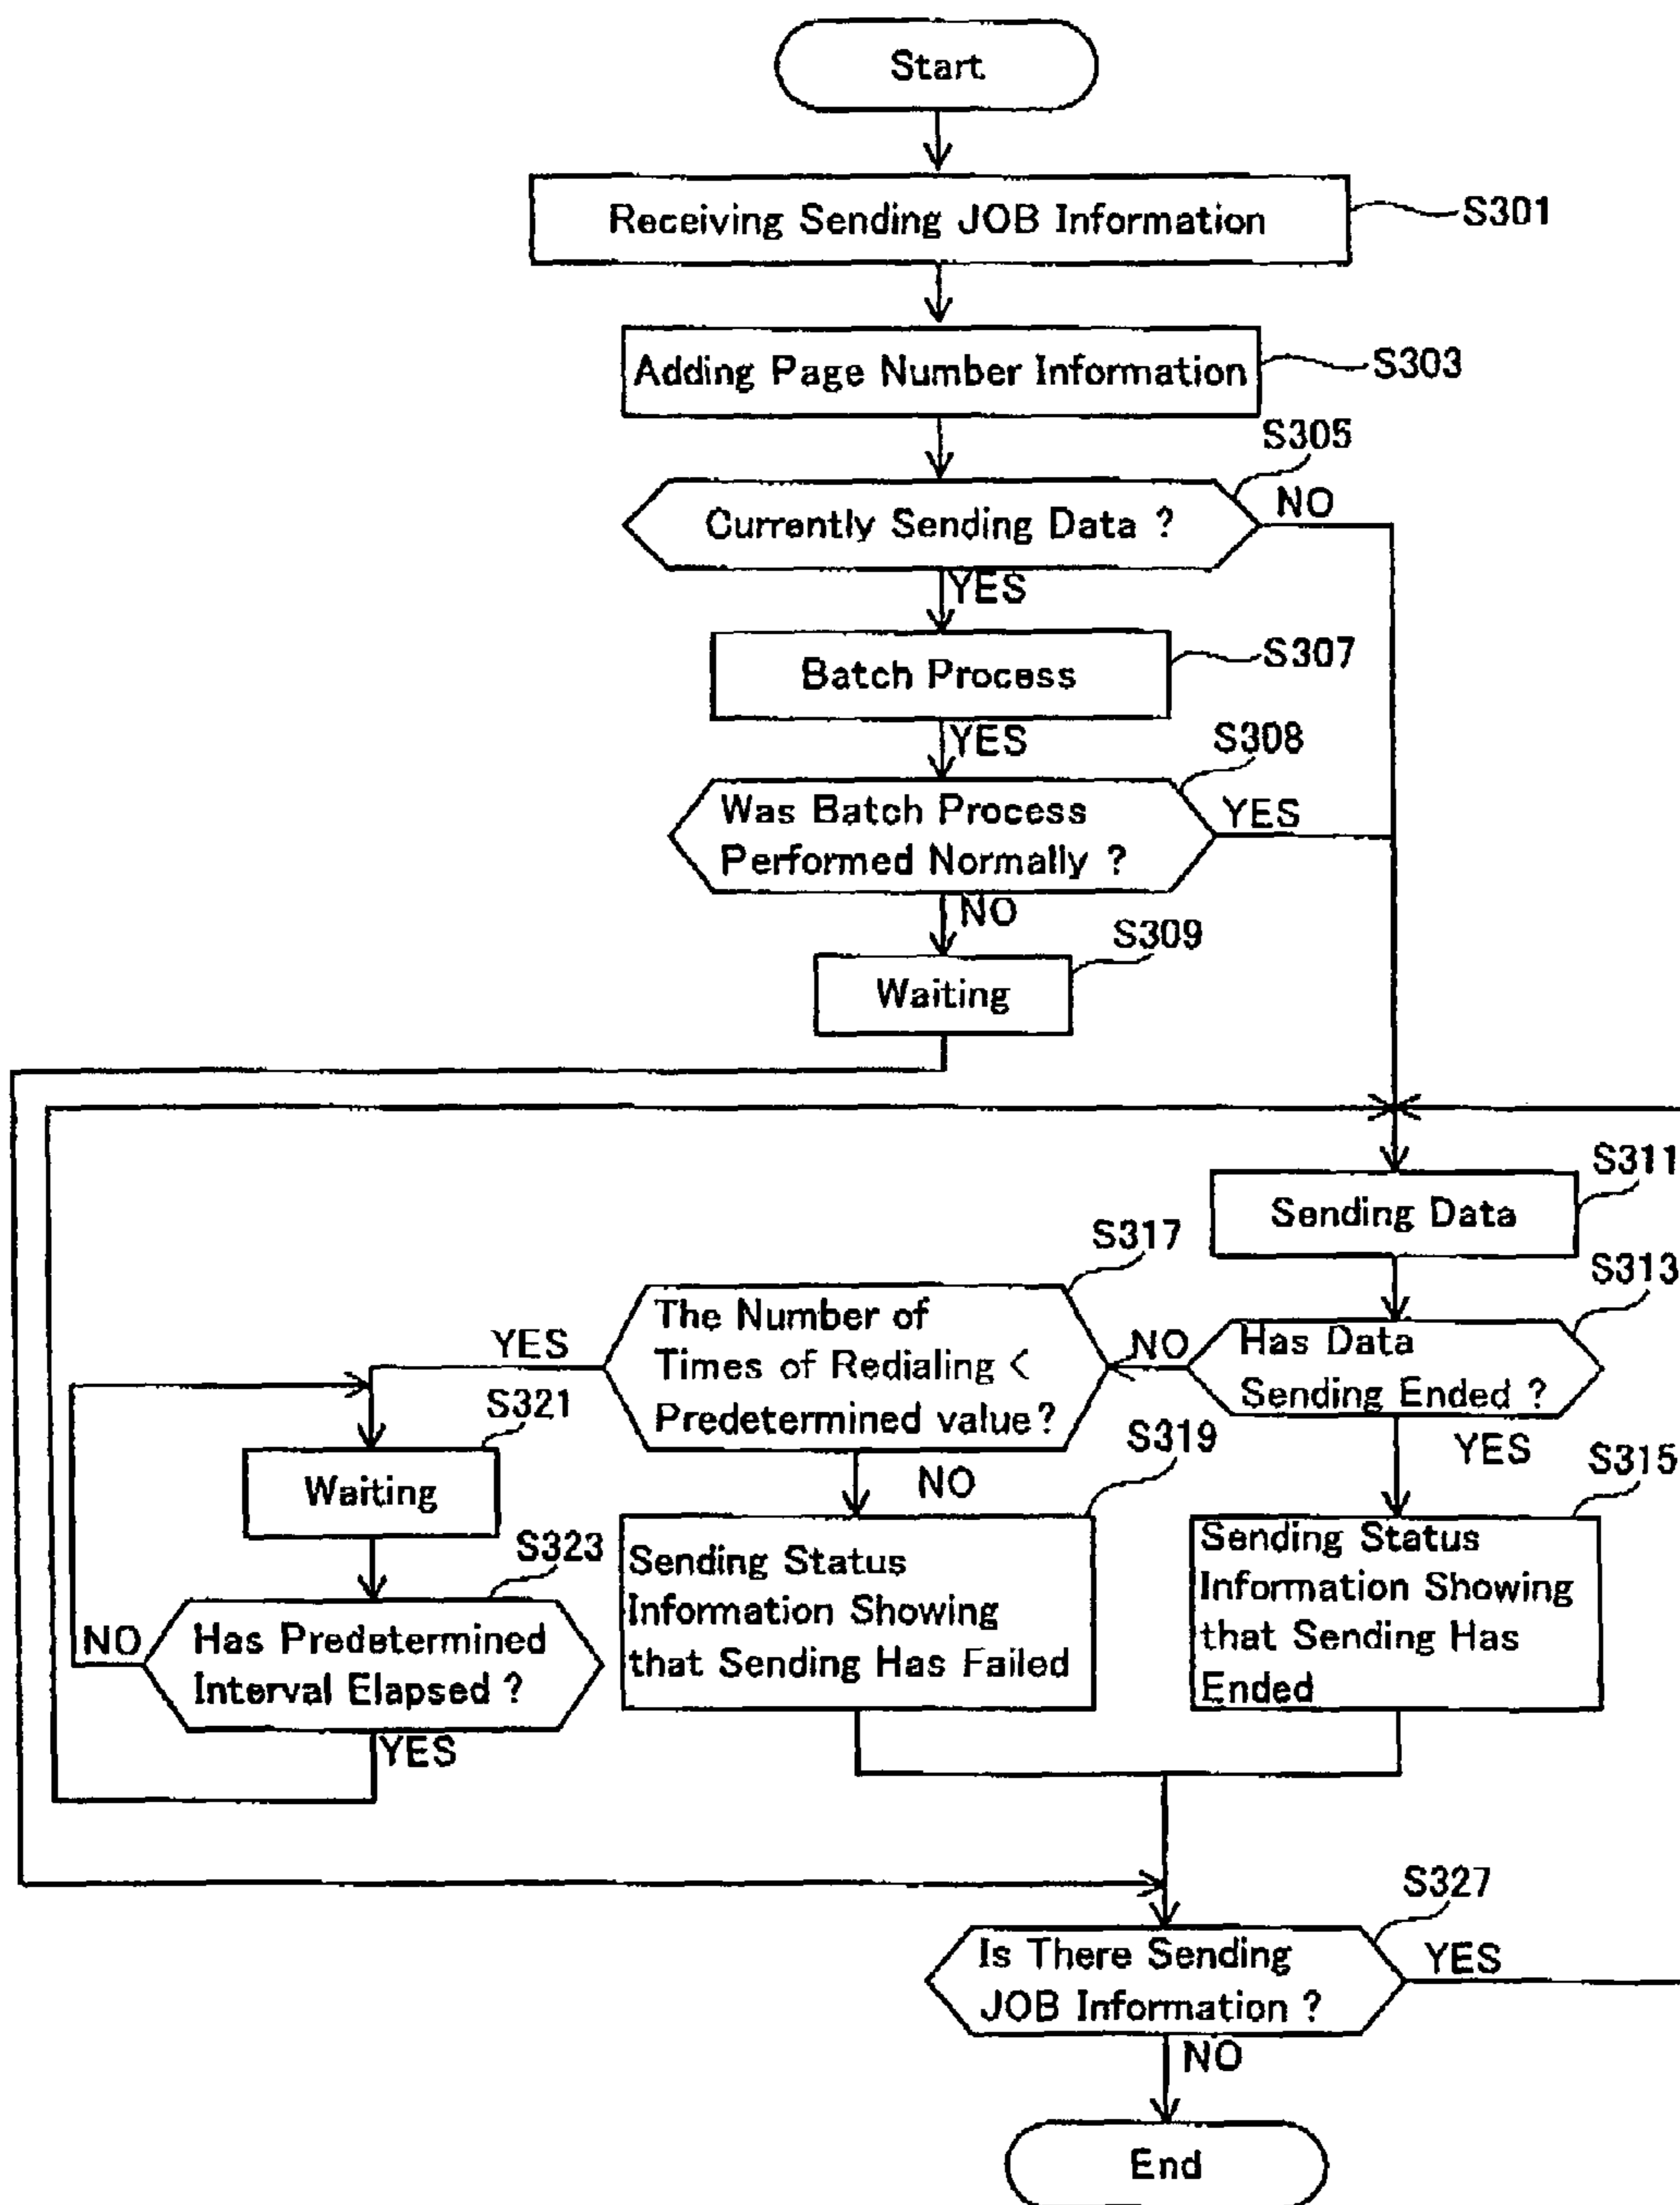 Start
Receiving Sending JOB Information
S301
Adding Page Number Information
S303
S305
Currently Sending Data ?
NO
YES
Batch Process
S307
YES
S308
Was Batch Process
Performed Normally ?
YES
NO
S309
Waiting
S311
Sending Data
S317
S313
The Number of
Times of Redialing <
Predetermined value?
YES
NO
Has Data
Sending Ended ?
S321
Waiting
S319
NO
YES
S315
S323
Has Predetermined
Interval Elapsed ?
NO
YES
Sending Status
Information Showing
that Sending Has Failed
Sending Status
Information Showing
that Sending Has
Ended
S327
Is There Sending
JOB Information ?
YES
NO
End